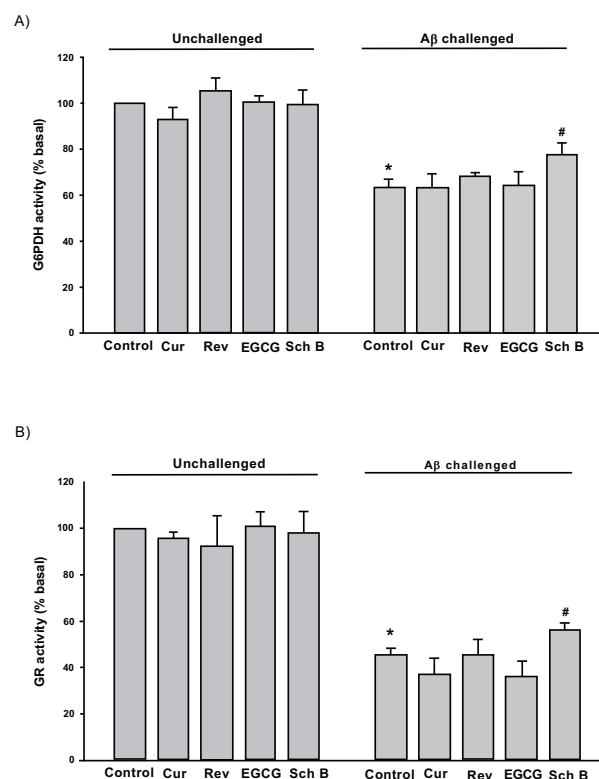 A)
Unchallenged Aβ challenged
G6PDH activity (% basal)
120
100
80
60
40
20
0
* #
Control Cur Rev EGCG Sch B Control Cur Rev EGCG Sch B
B)
Unchallenged Aβ challenged
GR activity (% basal)
120
100
80
60
40
20
0
* #
Control Cur Rev EGCG Sch B Control Cur Rev EGCG Sch B